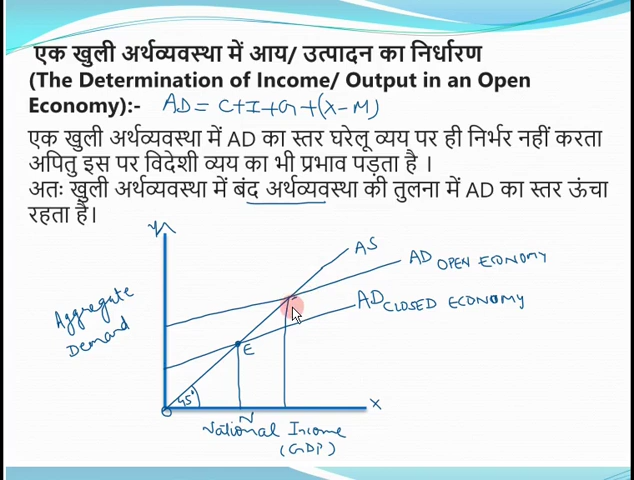 एक खुली अर्थव्यवस्था में आय/ उत्पादन का निर्धारण
(The Determination of Income/ Output in an Open
Economy):- AD = C+I+G+(X-M)
एक खुली अर्थव्यवस्था में AD का स्तर घरेलू व्यय पर ही निर्भर नहीं करता
अपितु इस पर विदेशी व्यय का भी प्रभाव पड़ता है ।
अतः खुली अर्थव्यवस्था में बंद अर्थव्यवस्था की तुलना में AD का स्तर ऊंचा
रहता है।
Y
AS
AD OPEN ECONOMY
Aggregate
Demand
AD CLOSED ECONOMY
E
45°
O
N
X
National Income
(GDP)